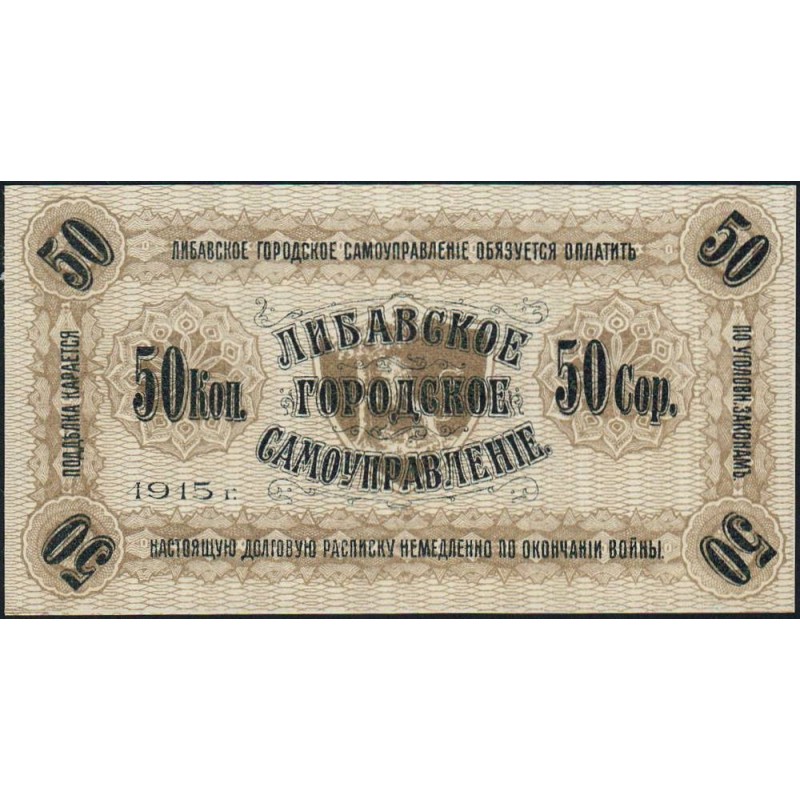 50
50
ЛИБАВСКОЕ ГОРОДСКОЕ САМОУПРАВЛЕНІЕ ОБЯЗУЕТСЯ ОПЛАТИТЬ
ПОДДѢЛКА КАРАЕТСЯ
50 Коп.
ЛИБАВСКОЕ
ГОРОДСКОЕ
САМОУПРАВЛЕНІЕ.
50 Cop.
ПО УГОЛОВН. ЗАКОНАМЪ.
1915 г.
НАСТОЯЩУЮ ДОЛГОВУЮ РАСПИСКУ НЕМЕДЛЕННО ПО ОКОНЧАНІИ ВОЙНЫ.
50
50